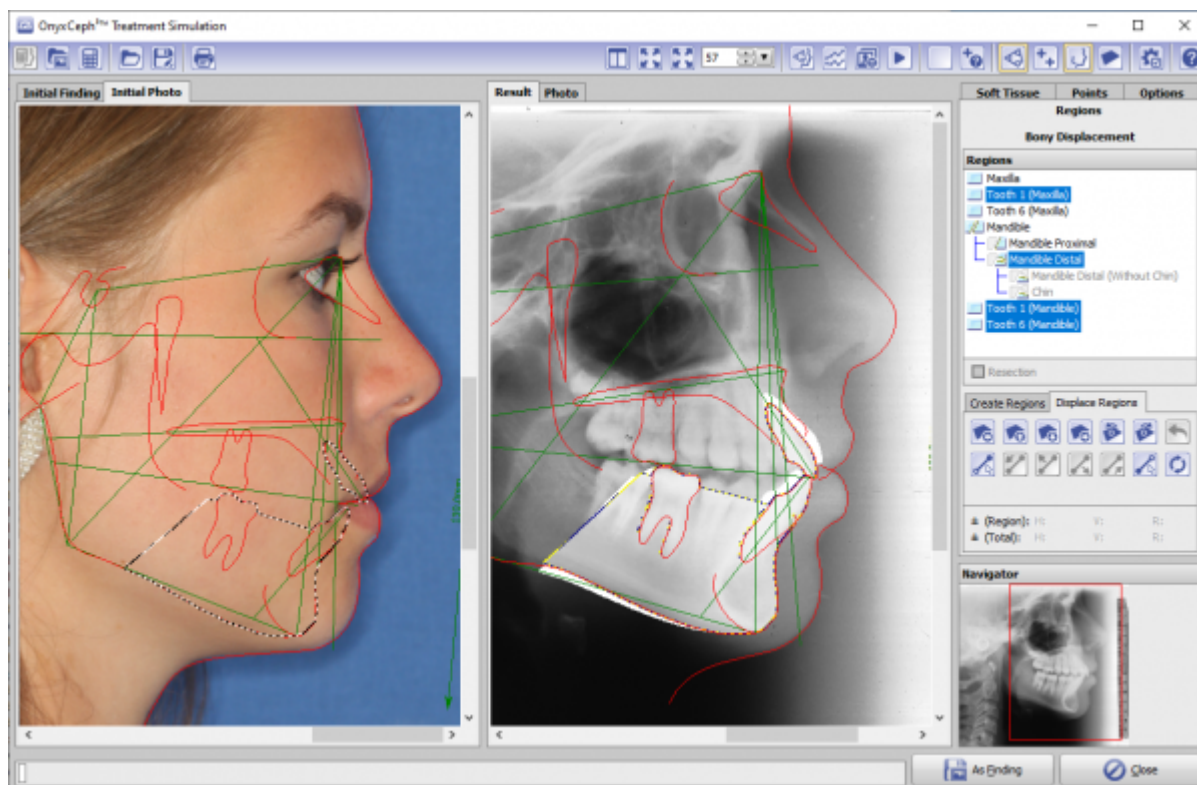 OnyxCeph³™ Treatment Simulation
57
Initial Finding
Initial Photo
Result
Photo
Soft Tissue
Points
Options
Regions
Bony Displacement
Regions
Maxilla
Tooth 1 (Maxilla)
Tooth 6 (Maxilla)
Mandible
Mandible Proximal
Mandible Distal
Mandible Distal (Without Chin)
Chin
Tooth 1 (Mandible)
Tooth 6 (Mandible)
Resection
Create Regions
Displace Regions
(Region): H: V: R:
(Total): H: V: R:
Navigator
As Finding
Close